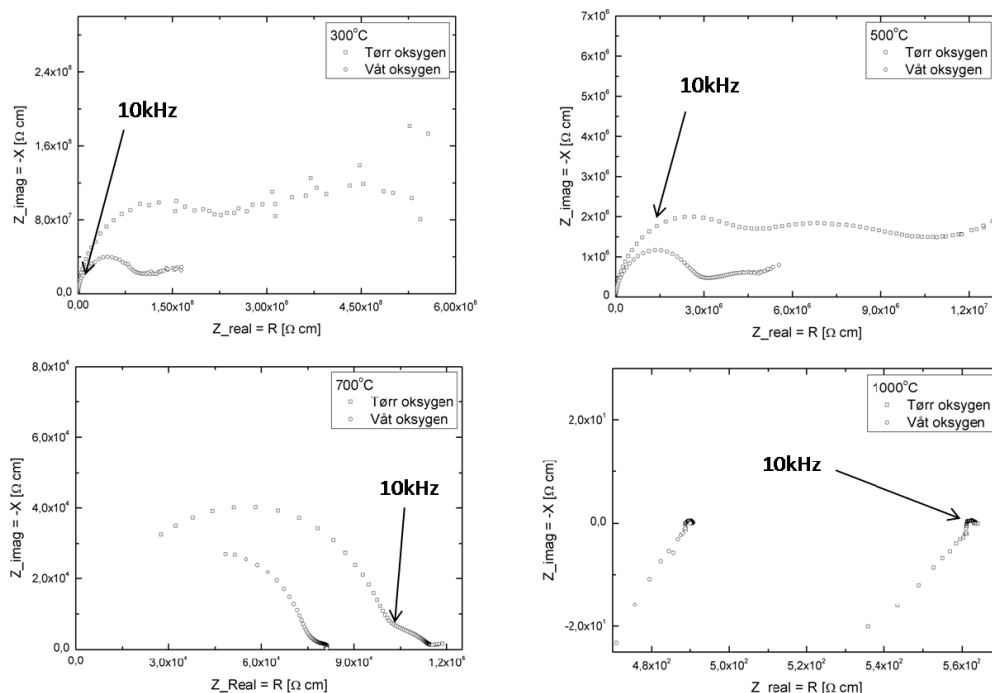 300°C
Tørr oksygen
Våt oksygen
10kHz
2,4x10⁸
1,6x10⁸
8,0x10⁷
0,0
Z_imag = -X [Ω cm]
0,00 1,50x10⁸ 3,00x10⁸ 4,50x10⁸ 6,00x10⁸
Z_real = R [Ω cm]
500°C
Tørr oksygen
Våt oksygen
10kHz
7x10⁶
6x10⁶
5x10⁶
4x10⁶
3x10⁶
2x10⁶
1x10⁶
0
Z_imag = -X [Ω cm]
0,0 3,0x10⁶ 6,0x10⁶ 9,0x10⁶ 1,2x10⁷
Z_real = R [Ω cm]
700°C
Tørr oksygen
Våt oksygen
10kHz
8,0x10⁴
6,0x10⁴
4,0x10⁴
2,0x10⁴
0,0
Z_imag = -X [Ω cm]
0,0 3,0x10⁴ 6,0x10⁴ 9,0x10⁴ 1,2x10⁵
Z_Real = R [Ω cm]
1000°C
Tørr oksygen
Våt oksygen
10kHz
2,0x10¹
0,0
-2,0x10¹
Z_imag = -X [Ω cm]
4,8x10² 5,0x10² 5,2x10² 5,4x10² 5,6x10²
Z_real = R [Ω cm]